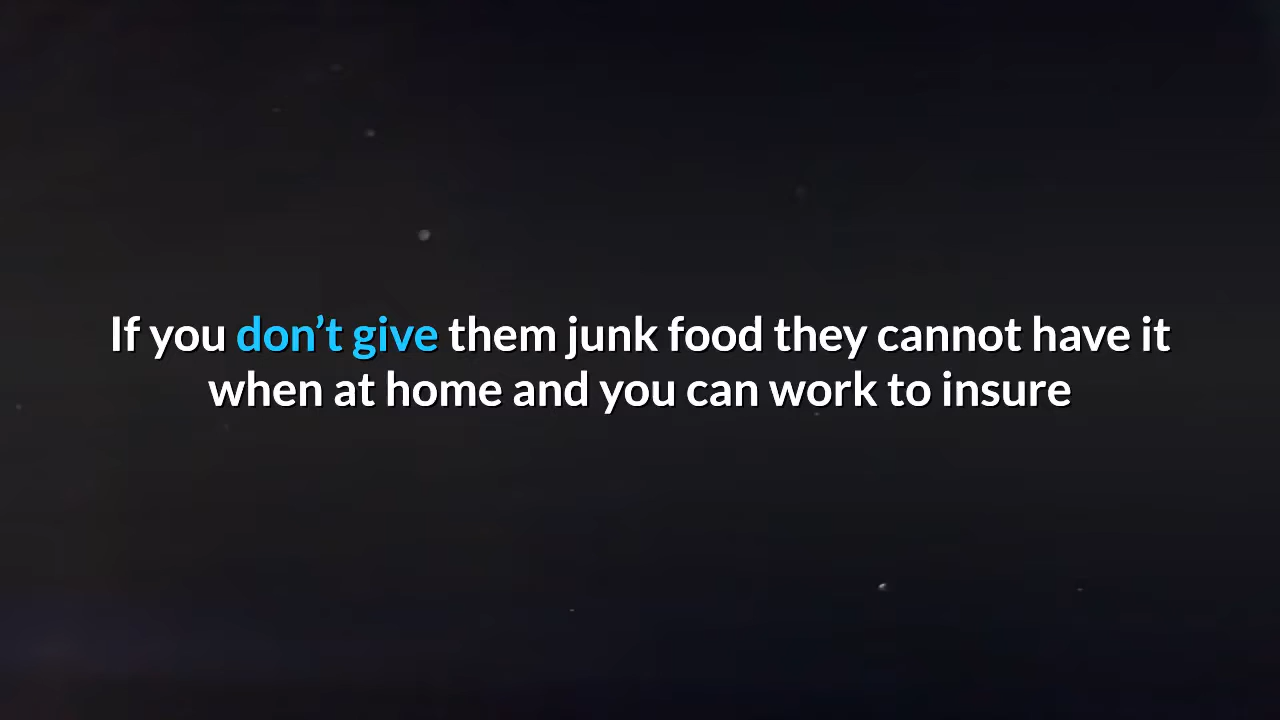 If you don’t give them junk food they cannot have it
when at home and you can work to insure